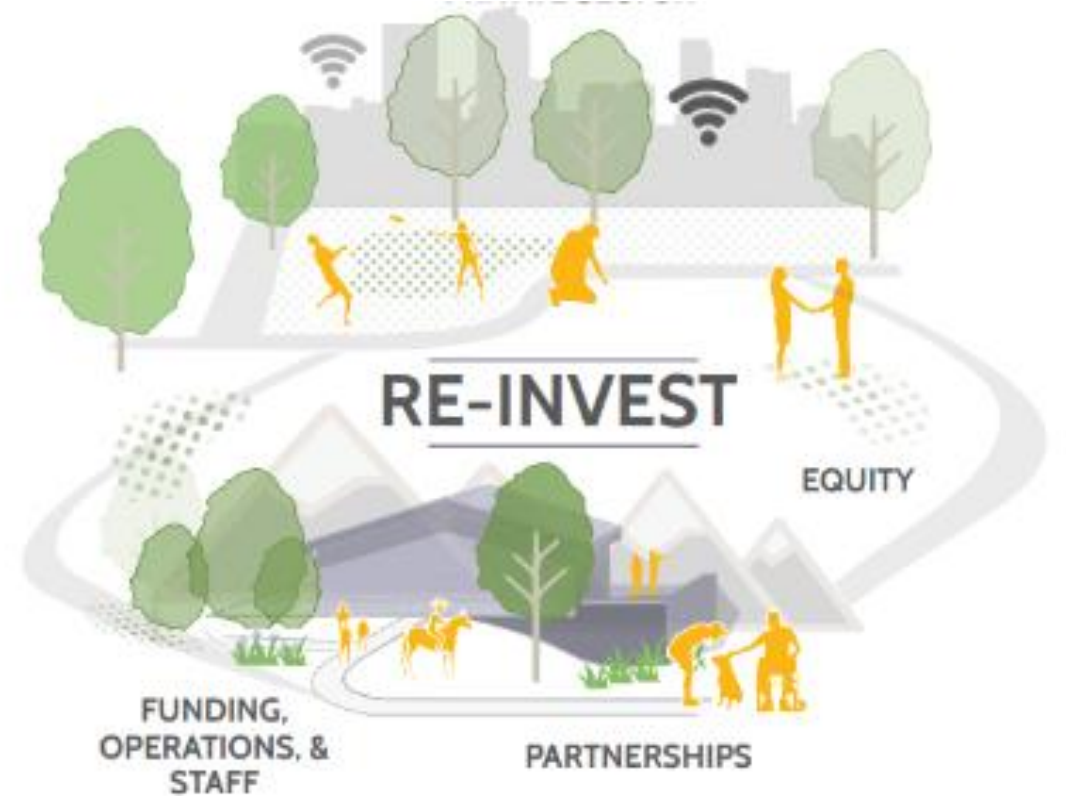 RE-INVEST
EQUITY
FUNDING,
OPERATIONS, &
STAFF
PARTNERSHIPS